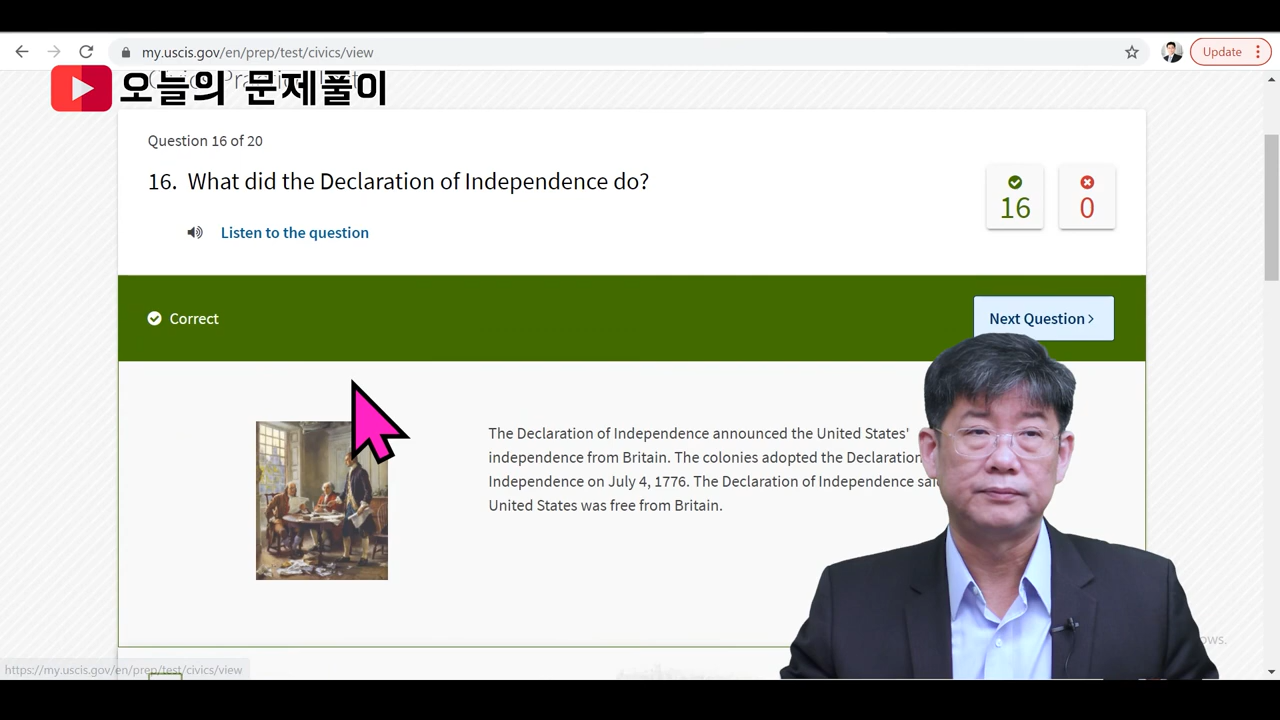 my.uscis.gov/en/prep/test/civics/view
Update
오늘의 문제풀이
Question 16 of 20
16. What did the Declaration of Independence do?
16
0
Listen to the question
Correct
Next Question
The Declaration of Independence announced the United States'
independence from Britain. The colonies adopted the Declaration
Independence on July 4, 1776. The Declaration of Independence
United States was free from Britain.
https://my.uscis.gov/en/prep/test/civics/view